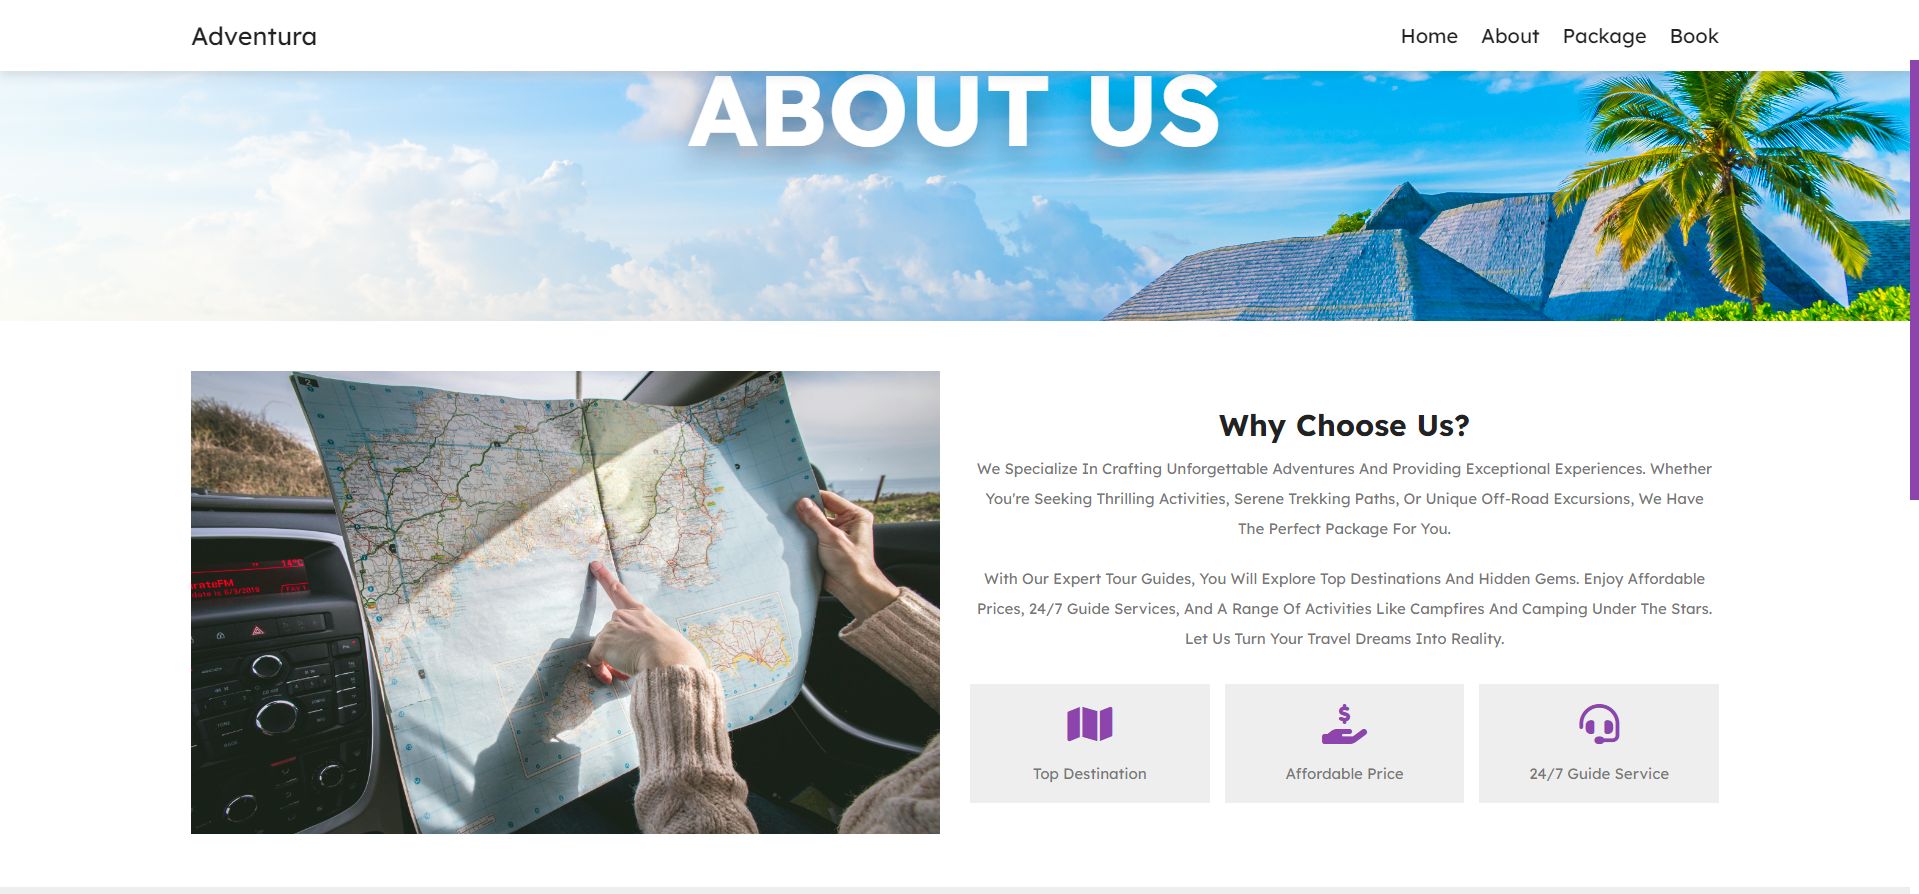 Adventura
Home About Package Book
ABOUT US
Why Choose Us?
We Specialize In Crafting Unforgettable Adventures And Providing Exceptional Experiences. Whether
You're Seeking Thrilling Activities, Serene Trekking Paths, Or Unique Off-Road Excursions, We Have
The Perfect Package For You.
With Our Expert Tour Guides, You Will Explore Top Destinations And Hidden Gems. Enjoy Affordable
Prices, 24/7 Guide Services, And A Range Of Activities Like Campfires And Camping Under The Stars.
Let Us Turn Your Travel Dreams Into Reality.
Top Destination
Affordable Price
24/7 Guide Service